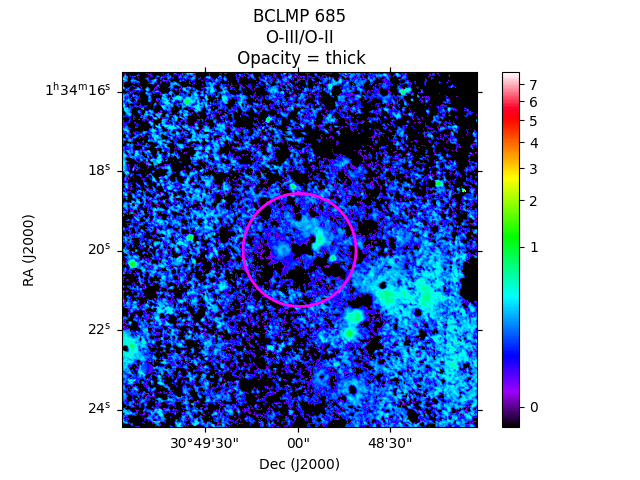 BCLMP 685
O-III/O-II
Opacity = thick
1ʰ34ᵐ16ˢ
18ˢ
20ˢ
22ˢ
24ˢ
RA (J2000)
30°49'30" 00" 48'30"
Dec (J2000)
7
6
5
4
3
2
1
0